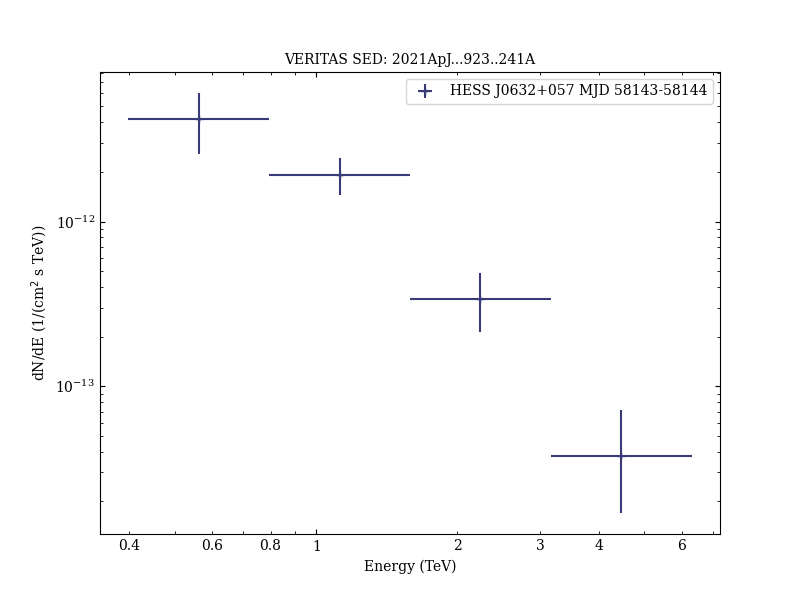 VERITAS SED: 2021ApJ...923..241A
HESS J0632+057 MJD 58143-58144
10⁻¹²
10⁻¹³
dN/dE (1/(cm² s TeV))
0.4 0.6 0.8 1 2 3 4 6
Energy (TeV)